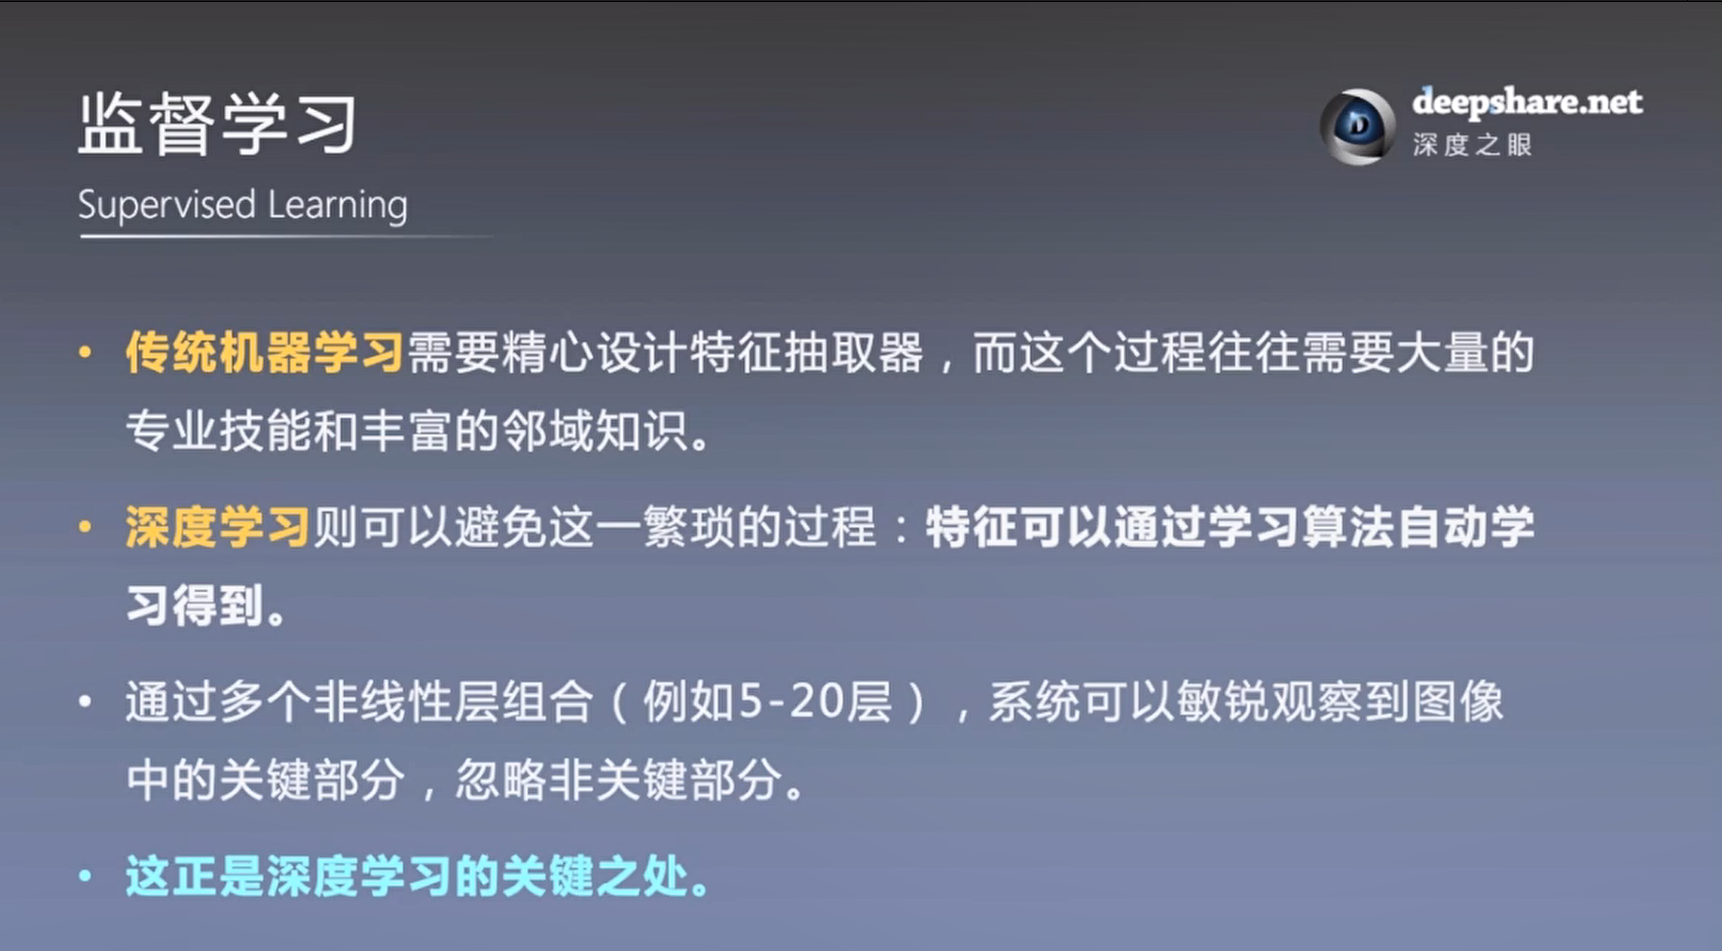 监督学习
Supervised Learning
deepshare.net
深度之眼
• 传统机器学习需要精心设计特征抽取器，而这个过程往往需要大量的
专业技能和丰富的邻域知识。
• 深度学习则可以避免这一繁琐的过程：特征可以通过学习算法自动学
习得到。
• 通过多个非线性层组合（例如5-20层），系统可以敏锐观察到图像
中的关键部分，忽略非关键部分。
• 这正是深度学习的关键之处。